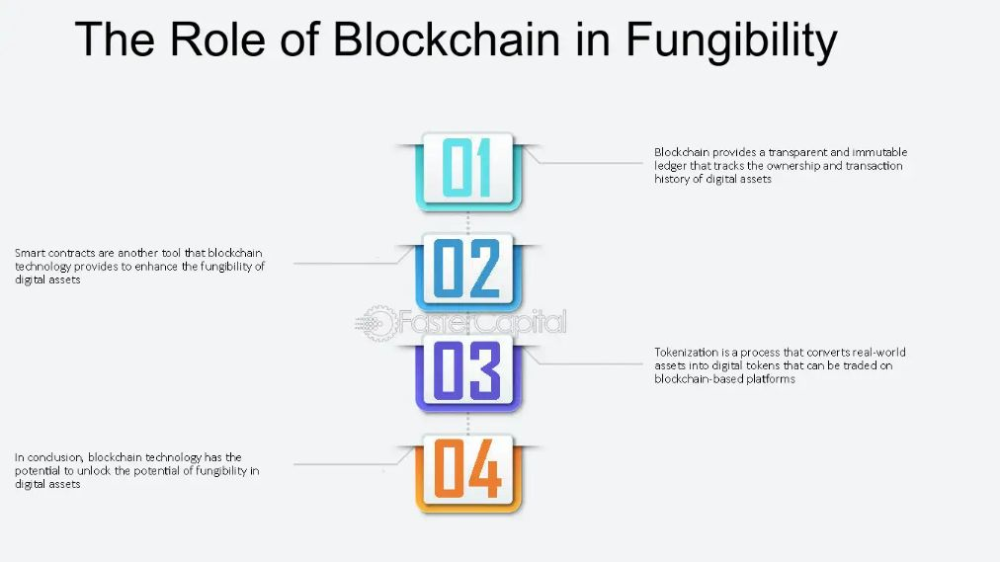 The Role of Blockchain in Fungibility
01
Blockchain provides a transparent and immutable
ledger that tracks the ownership and transaction
history of digital assets
Smart contracts are another tool that blockchain
technology provides to enhance the fungibility of
digital assets
02
FasterCapital
03
Tokenization is a process that converts real-world
assets into digital tokens that can be traded on
blockchain-based platforms
In conclusion, blockchain technology has the
potential to unlock the potential of fungibility in
digital assets
04